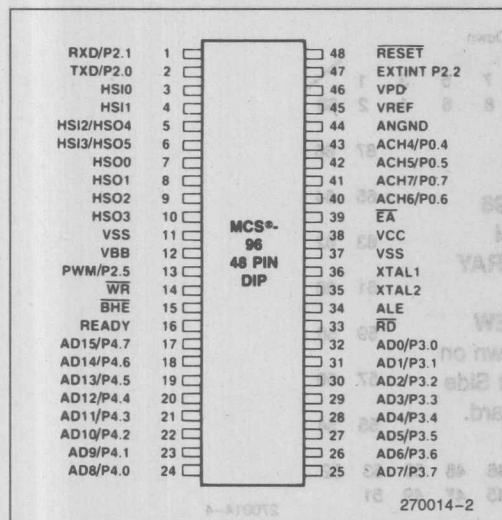 RXD/P2.1 1 48 RESET
TXD/P2.0 2 47 EXTINT P2.2
HSI0 3 46 VPD
HSI1 4 45 VREF
HSI2/HSO4 5 44 ANGND
HSI3/HSO5 6 43 ACH4/P0.4
HSO0 7 42 ACH5/P0.5
HSO1 8 41 ACH7/P0.7
HSO2 9 40 ACH6/P0.6
HSO3 10 39 EA
VSS 11 38 VCC
VBB 12 37 VSS
PWM/P2.5 13 36 XTAL1
WR 14 35 XTAL2
BHE 15 34 ALE
READY 16 33 RD
AD15/P4.7 17 32 AD0/P3.0
AD14/P4.6 18 31 AD1/P3.1
AD13/P4.5 19 30 AD2/P3.2
AD12/P4.4 20 29 AD3/P3.3
AD11/P4.3 21 28 AD4/P3.4
AD10/P4.2 22 27 AD5/P3.5
AD9/P4.1 23 26 AD6/P3.6
AD8/P4.0 24 25 AD7/P3.7
MCS®-
96
48 PIN
DIP
270014-2